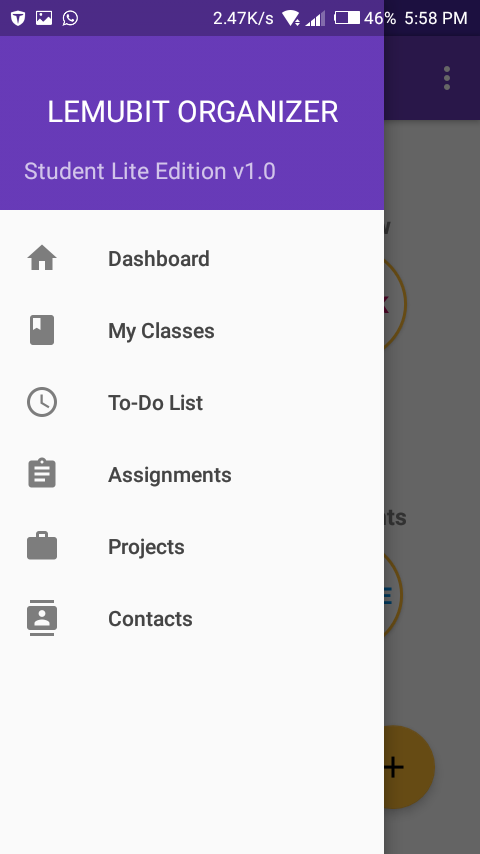 2.47K/s 46% 5:58 PM
LEMUBIT ORGANIZER
Student Lite Edition v1.0
Dashboard
My Classes
To-Do List
Assignments
Projects
Contacts